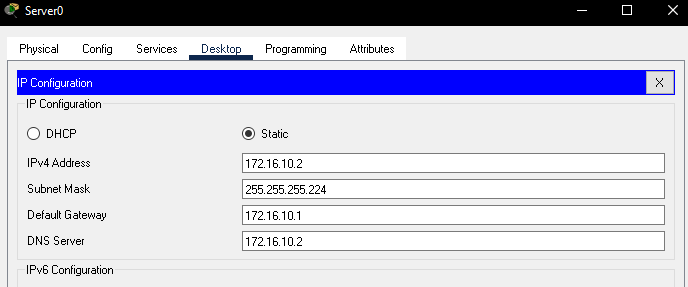 Server0
Physical Config Services Desktop Programming Attributes
IP Configuration X
IP Configuration
DHCP Static
IPv4 Address 172.16.10.2
Subnet Mask 255.255.255.224
Default Gateway 172.16.10.1
DNS Server 172.16.10.2
IPv6 Configuration